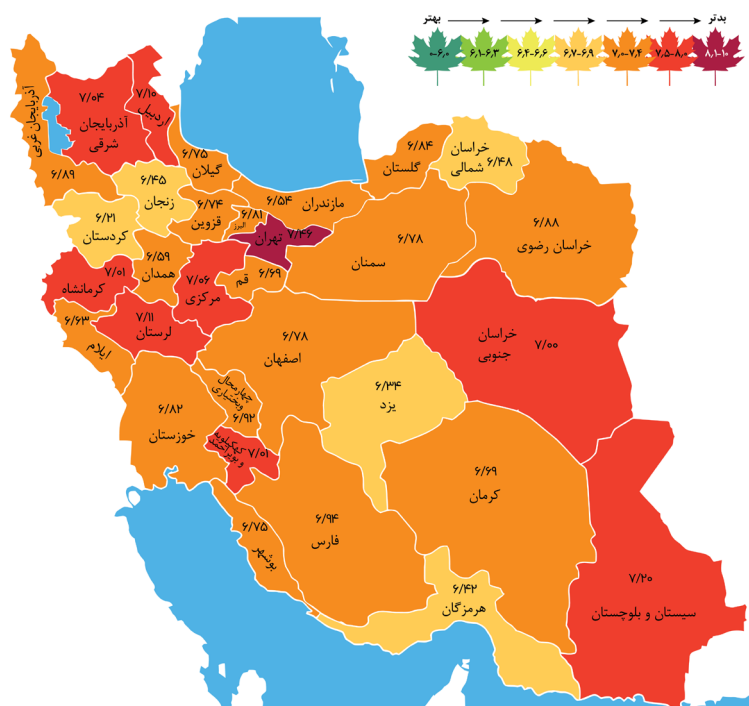 بدتر
بهتر
۰-۶٫۰
۶٫۱-۶٫۳
۶٫۴-۶٫۶
۶٫۷-۶٫۹
۷٫۰-۷٫۴
۷٫۵-۸٫۰
۸٫۱-۱۰
آذربایجان غربی
۶/۸۹
۷/۰۴
آذربایجان
شرقی
۷/۱۰
اردبیل
۶/۷۵
گیلان
۶/۴۵
زنجان
۶/۲۱
کردستان
۶/۷۴
قزوین
۶/۸۱
البرز
۷/۴۶
تهران
۶/۵۴
مازندران
۶/۸۴
گلستان
خراسان
شمالی
۶/۴۸
۶/۸۸
خراسان رضوی
۶/۷۸
سمنان
۶/۵۹
همدان
۷/۰۱
کرمانشاه
۷/۰۶
مرکزی
۶/۶۹
قم
۷/۱۱
لرستان
۶/۶۳
ایلام
۶/۷۸
اصفهان
خراسان
جنوبی
۷/۰۰
۶/۳۴
یزد
چهارمحال
وبختیاری
۶/۹۲
۶/۸۲
خوزستان
کهکیلویه
و بویراحمد
۷/۰۱
۶/۶۹
کرمان
۶/۹۴
فارس
۶/۷۵
بوشهر
۶/۴۲
هرمزگان
۷/۲۰
سیستان و بلوچستان